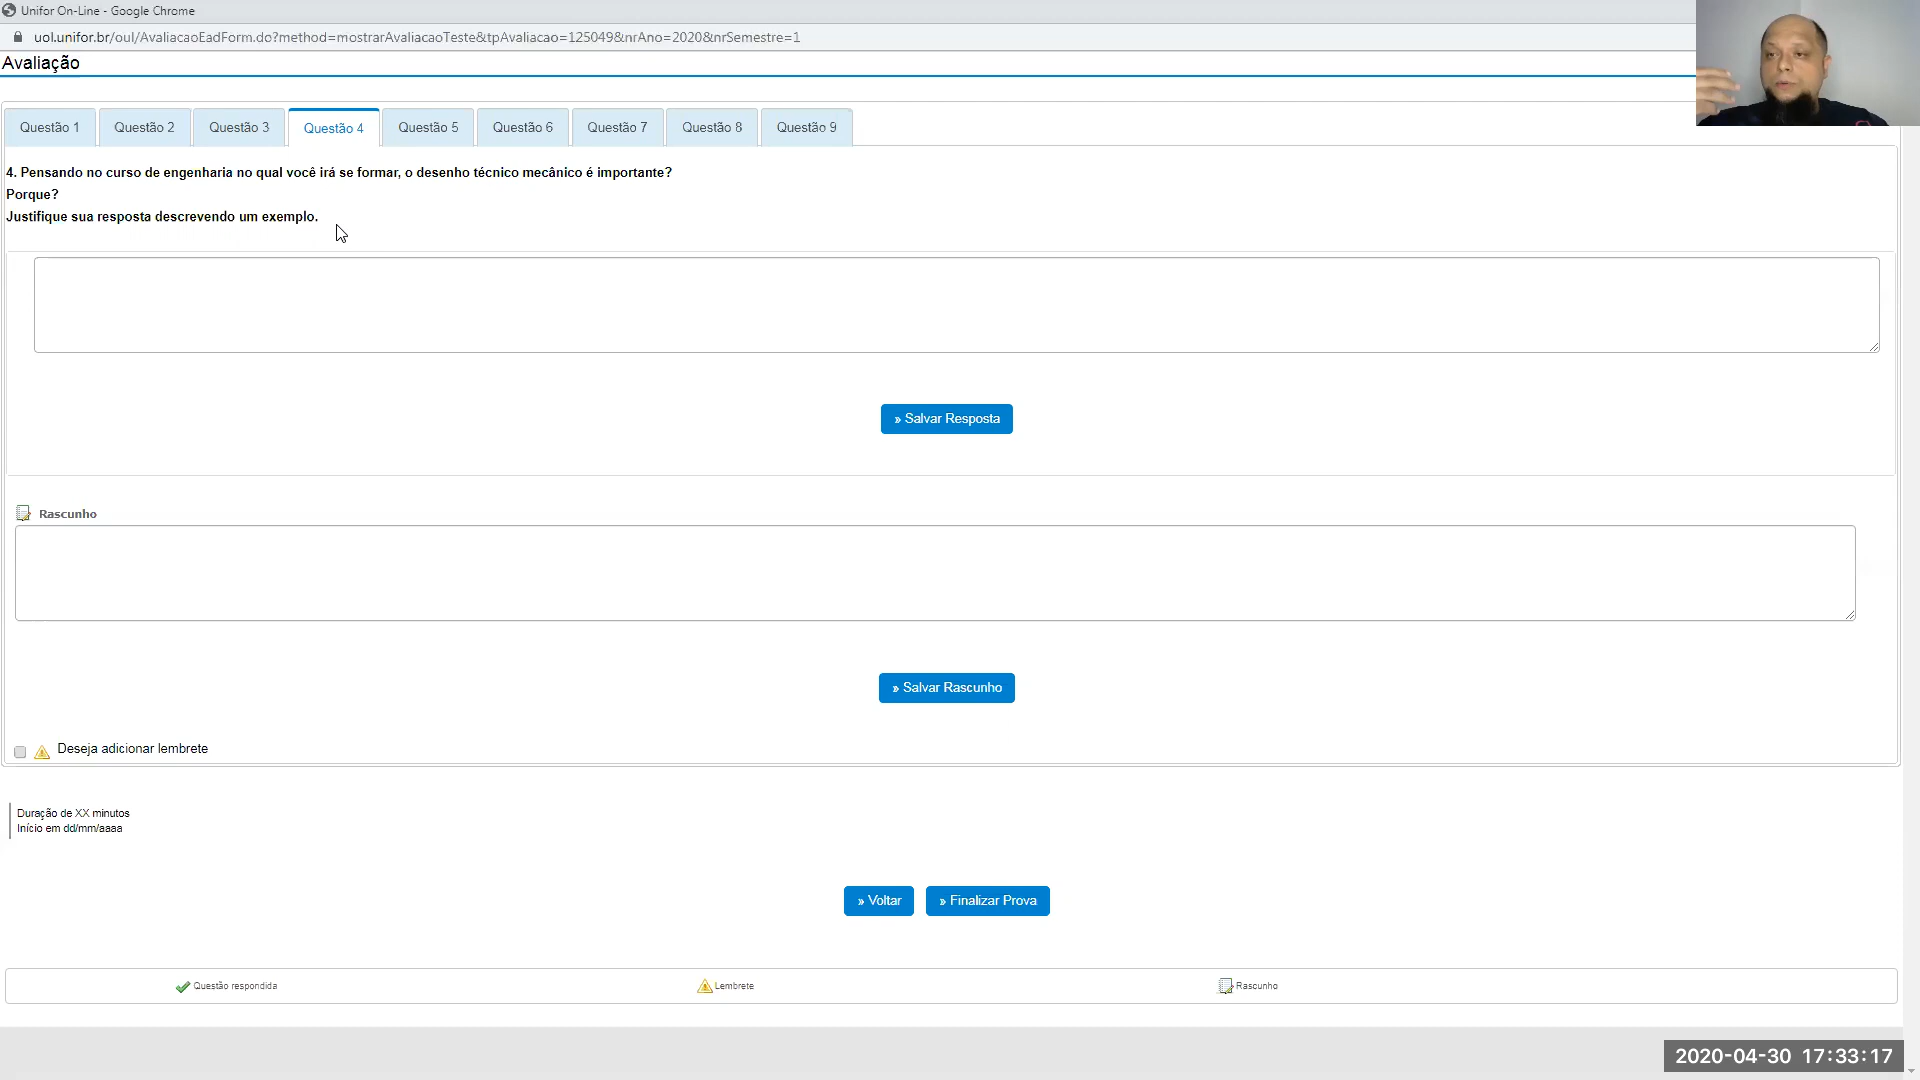 Unifor On-Line - Google Chrome
uol.unifor.br/oul/AvaliacaoEadForm.do?method=mostrarAvaliacaoTeste&tpAvaliacao=125049&nrAno=2020&nrSemestre=1
Avaliação
Questão 1 Questão 2 Questão 3 Questão 4 Questão 5 Questão 6 Questão 7 Questão 8 Questão 9
4. Pensando no curso de engenharia no qual você irá se formar, o desenho técnico mecânico é importante?
Porque?
Justifique sua resposta descrevendo um exemplo.
» Salvar Resposta
Rascunho
» Salvar Rascunho
Deseja adicionar lembrete
Duração de XX minutos
Início em dd/mm/aaaa
» Voltar » Finalizar Prova
Questão respondida Lembrete Rascunho
2020-04-30 17:33:17